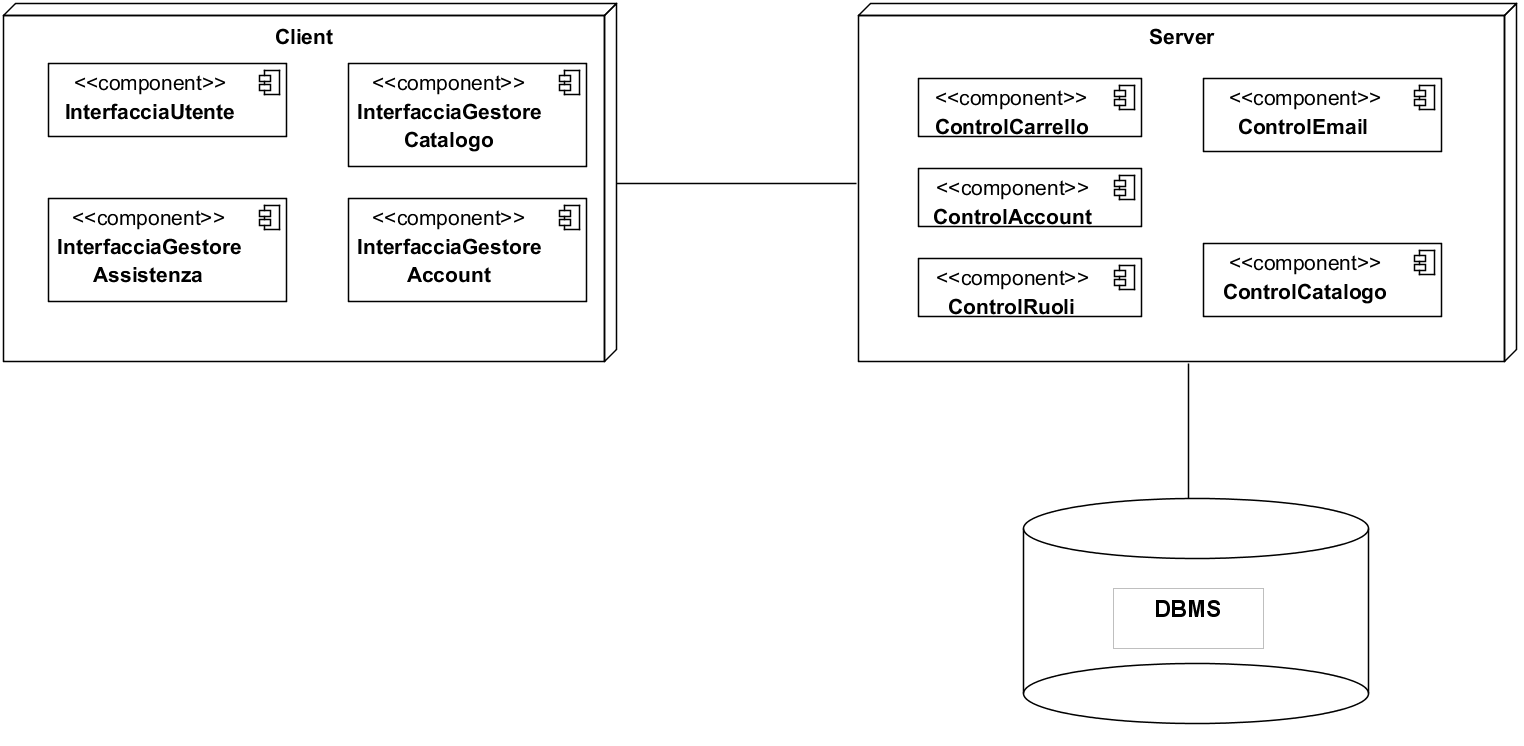 Client
<<component>>
InterfacciaUtente
<<component>>
InterfacciaGestore
Catalogo
<<component>>
InterfacciaGestore
Assistenza
<<component>>
InterfacciaGestore
Account
Server
<<component>>
ControlCarrello
<<component>>
ControlEmail
<<component>>
ControlAccount
<<component>>
ControlRuoli
<<component>>
ControlCatalogo
DBMS